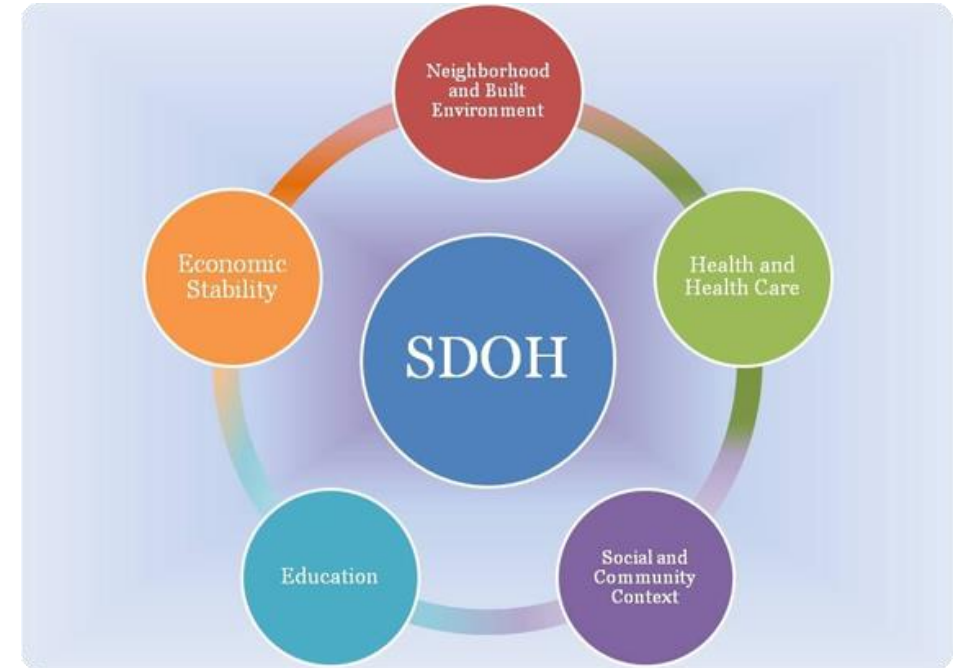 Neighborhood
and Built
Environment
Economic
Stability
Health and
Health Care
SDOH
Education
Social and
Community
Context